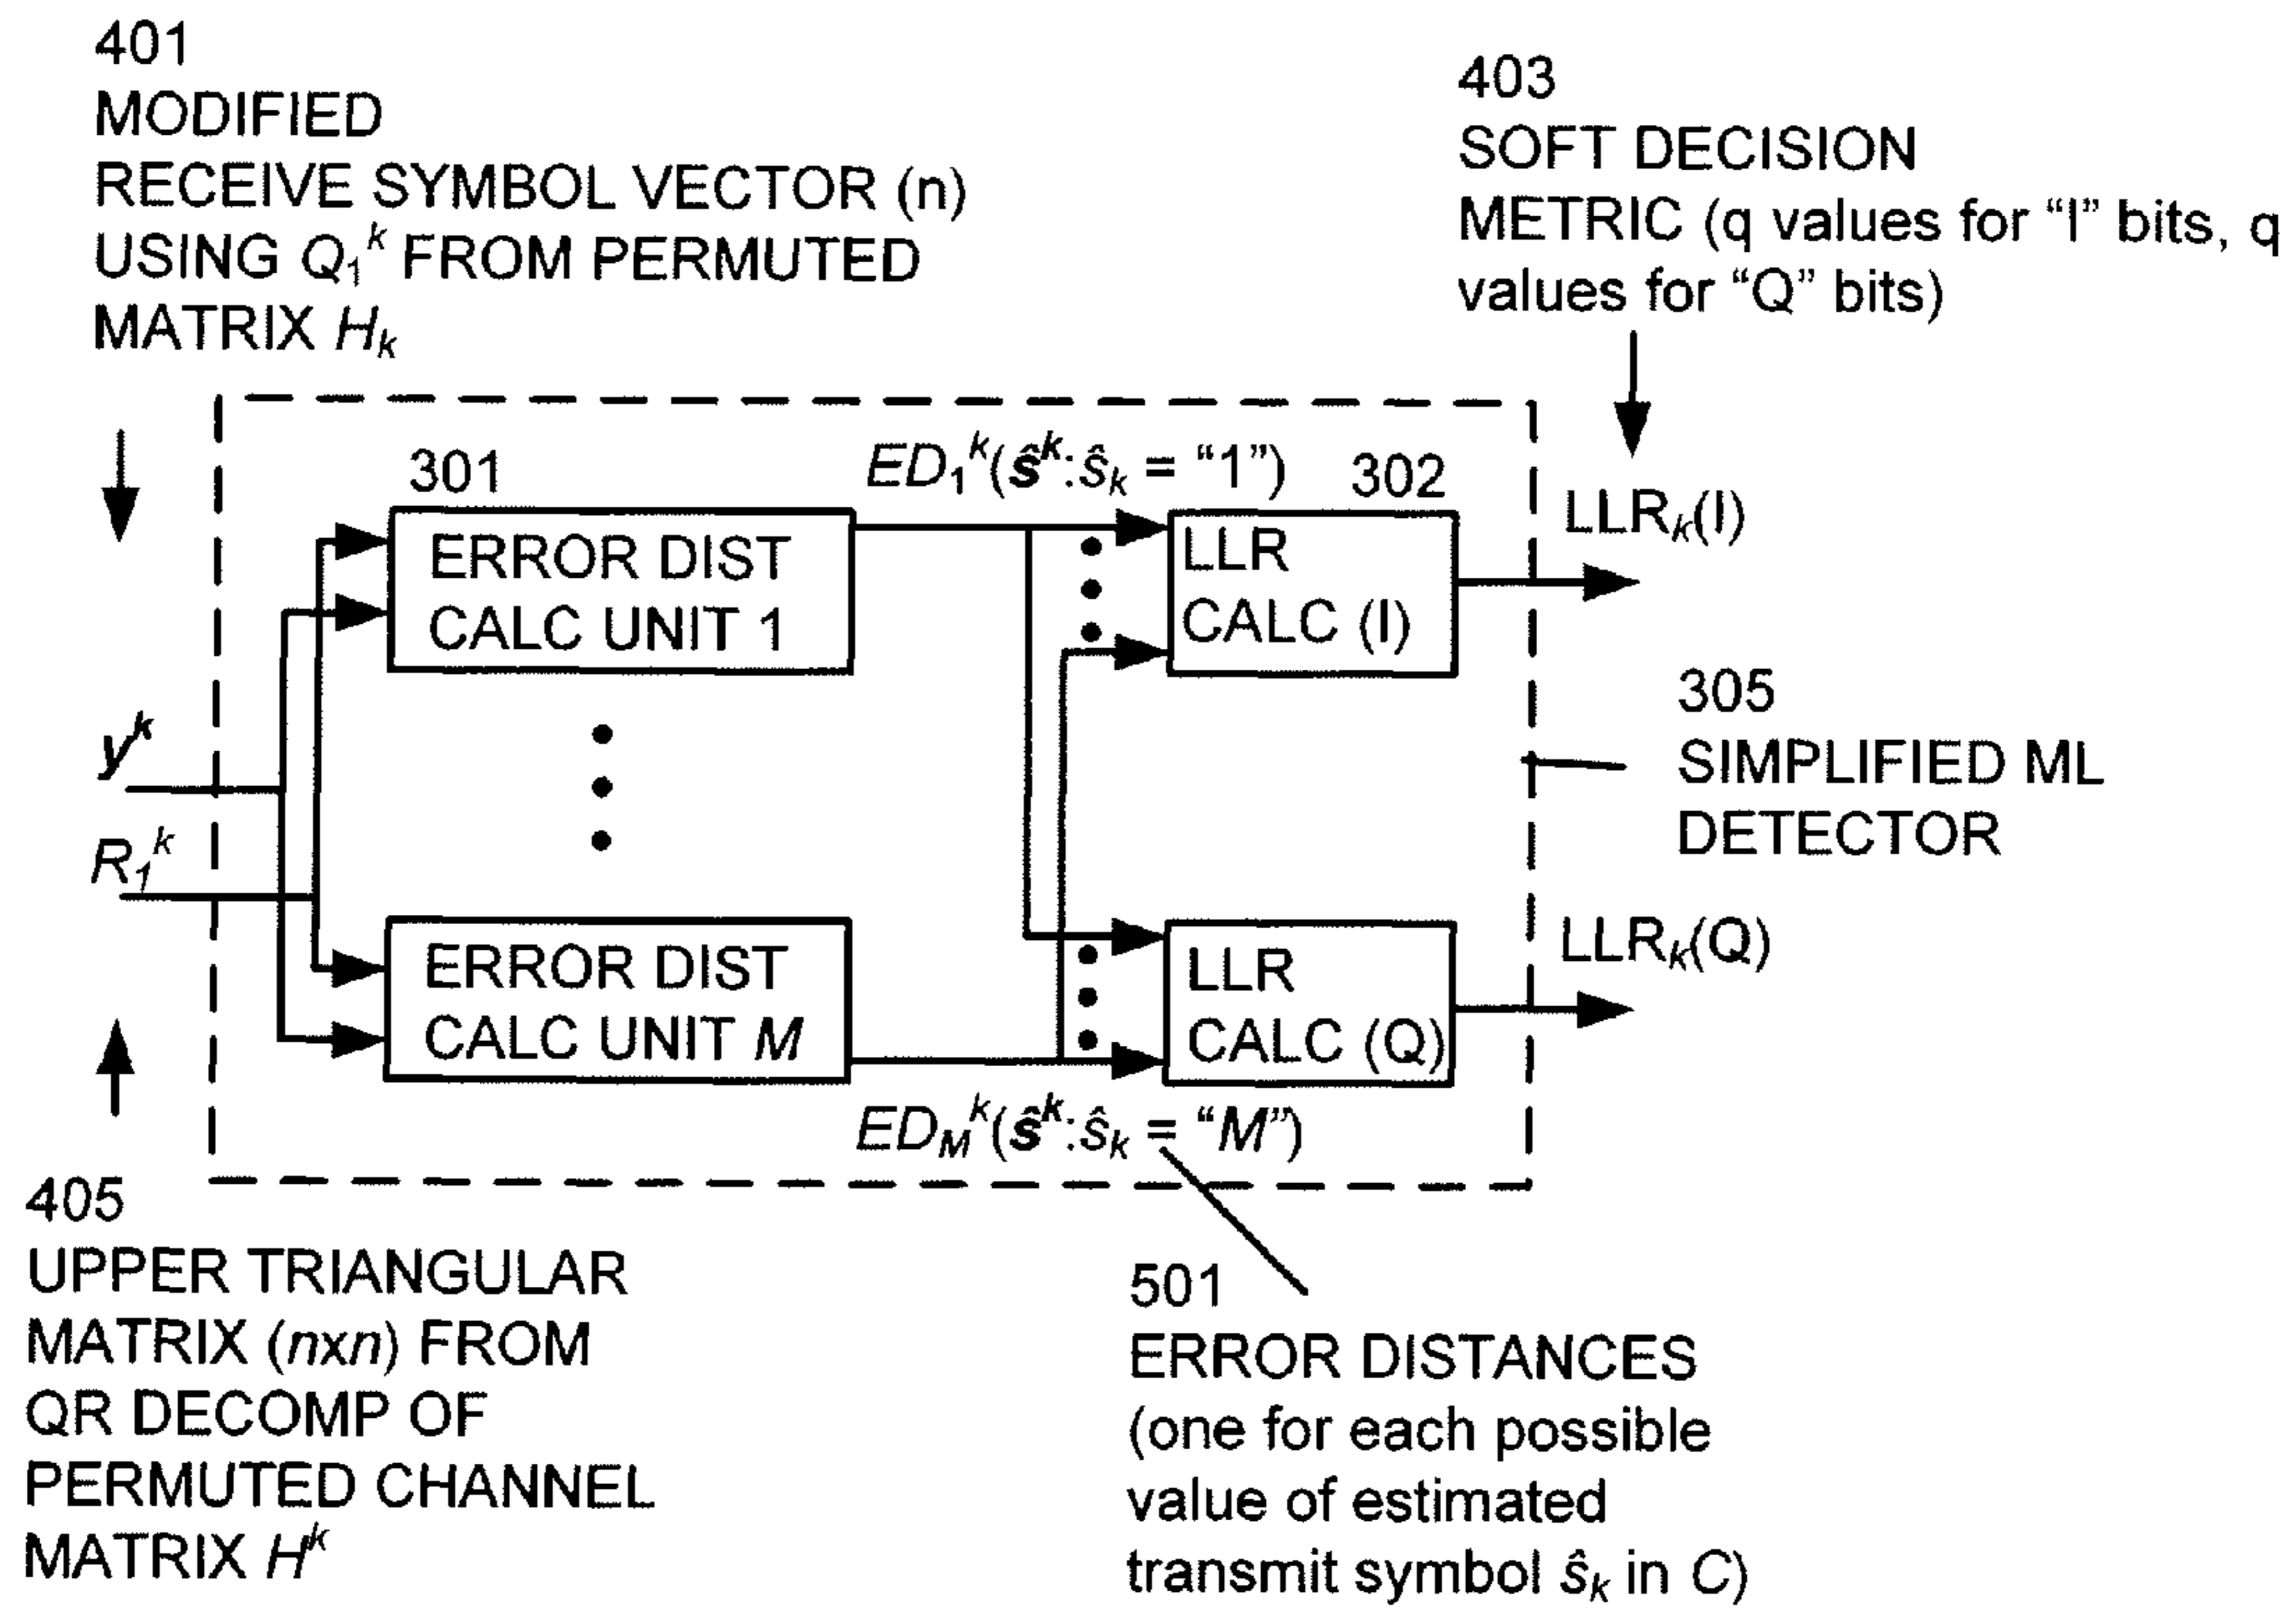 401
MODIFIED
RECEIVE SYMBOL VECTOR (n)
USING Q₁ᵏ FROM PERMUTED
MATRIX Hₖ
403
SOFT DECISION
METRIC (q values for “I” bits, q
values for “Q” bits)
301
ED₁ᵏ(ŝᵏ:ŝₖ = “1”)
302
ERROR DIST
CALC UNIT 1
LLR
CALC (I)
LLRₖ(I)
305
SIMPLIFIED ML
DETECTOR
yᵏ
R₁ᵏ
ERROR DIST
CALC UNIT M
LLR
CALC (Q)
LLRₖ(Q)
ED_Mᵏ(ŝᵏ:ŝₖ = “M”)
405
UPPER TRIANGULAR
MATRIX (nxn) FROM
QR DECOMP OF
PERMUTED CHANNEL
MATRIX Hᵏ
501
ERROR DISTANCES
(one for each possible
value of estimated
transmit symbol ŝₖ in C)